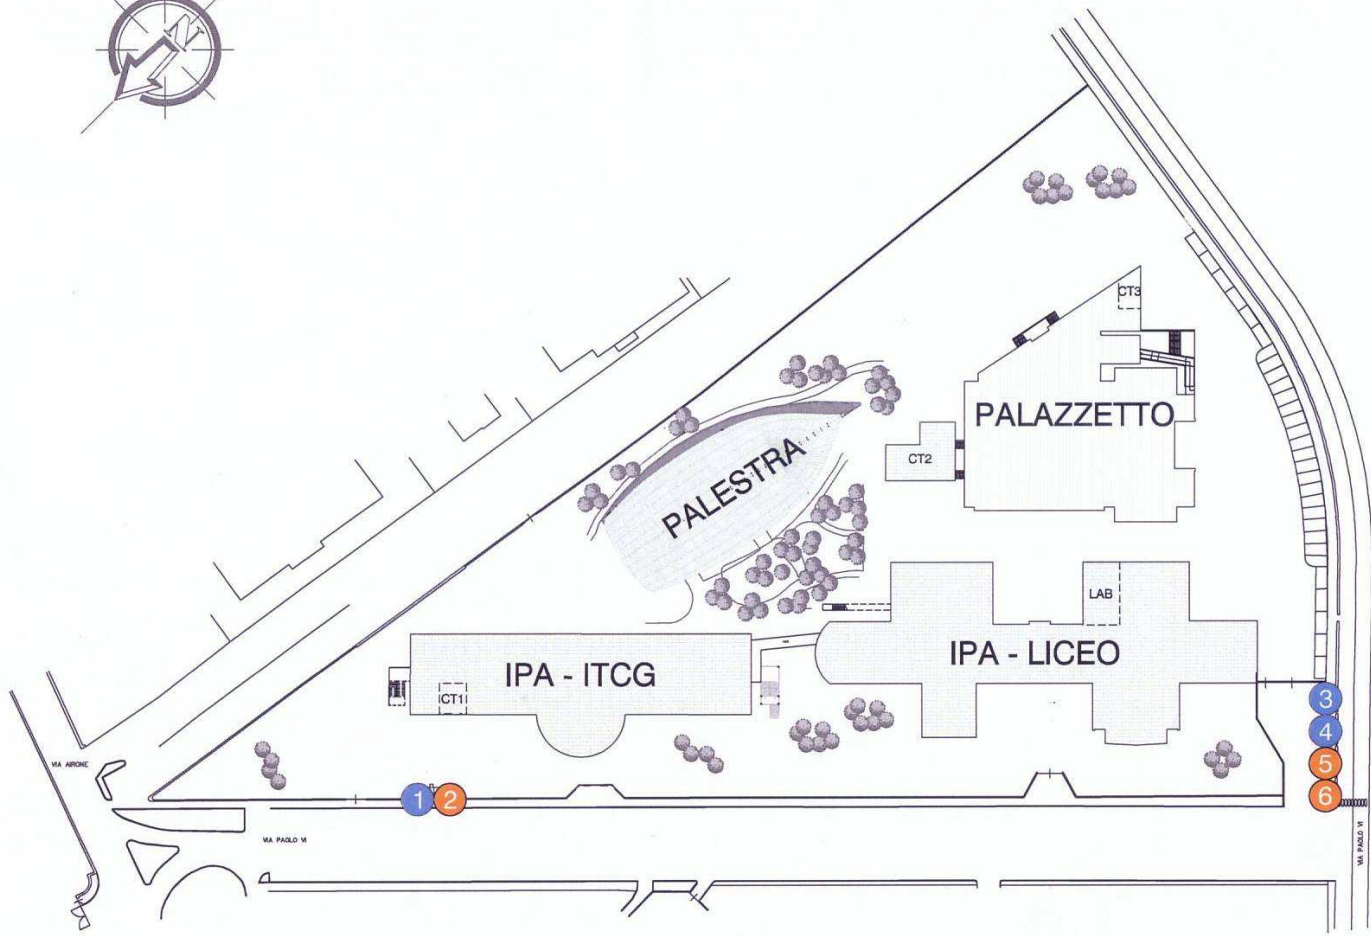 N
CT3
PALAZZETTO
CT2
PALESTRA
LAB
IPA - LICEO
IPA - ITCG
CT1
3
4
5
6
1
2
VIA AIRONE
VIA PAOLO VI
VIA PAOLO VI